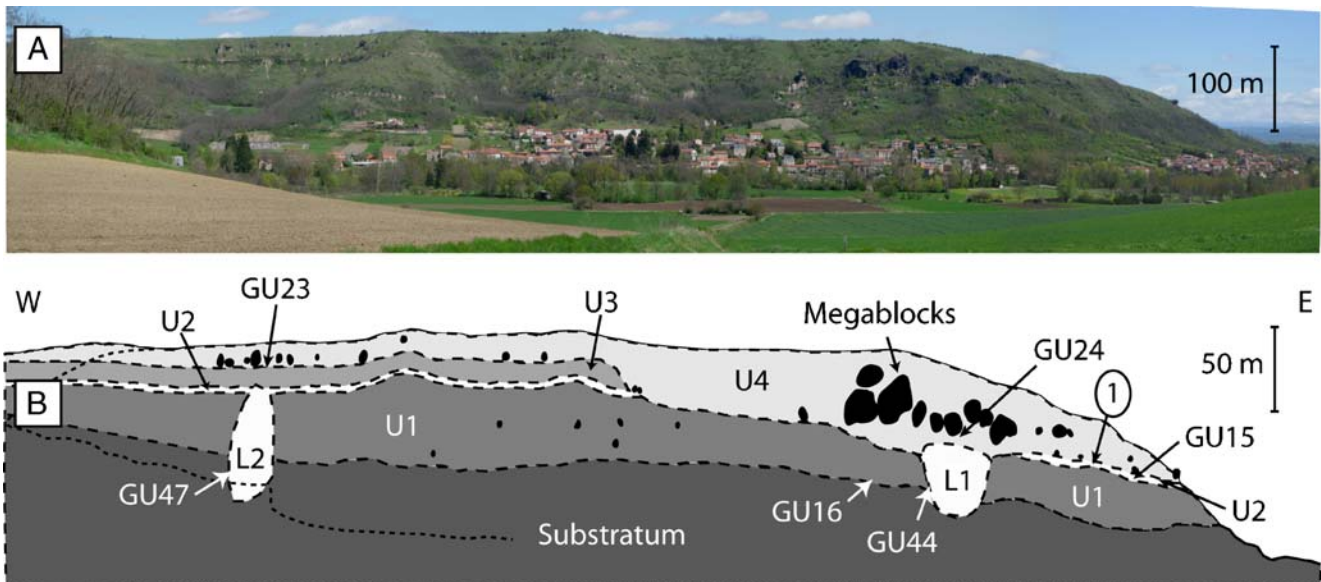 A
100 m
W
GU23
U3
E
U2
Megablocks
GU24
50 m
1
U4
B
U1
GU15
L2
L1
U1
GU47
GU16
U2
GU44
Substratum